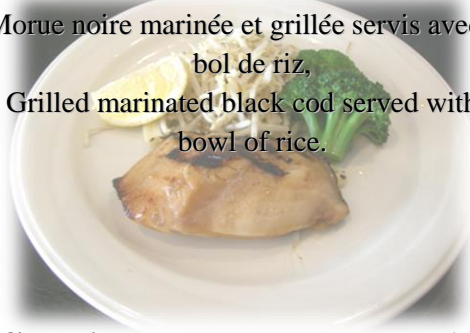 Morue noire marinée et grillée servis avec
bol de riz,
Grilled marinated black cod served with
bowl of rice.